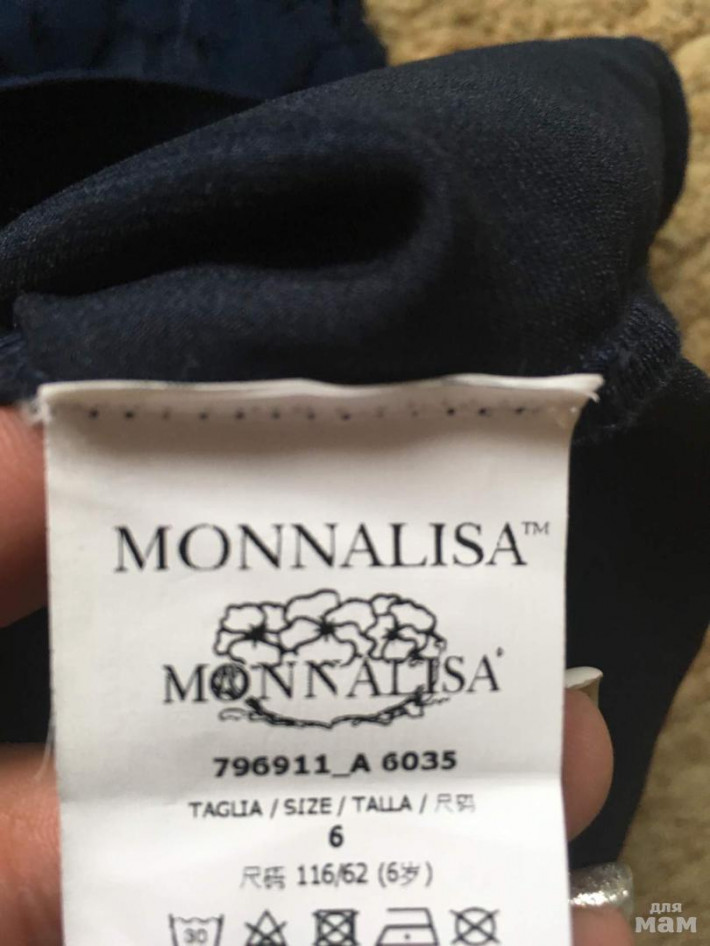 MONNALISA™
MONNALISA
796911_A 6035
TAGLIA / SIZE / TALLA / 尺码
6
尺码 116/62 (6岁)
30
для
мам